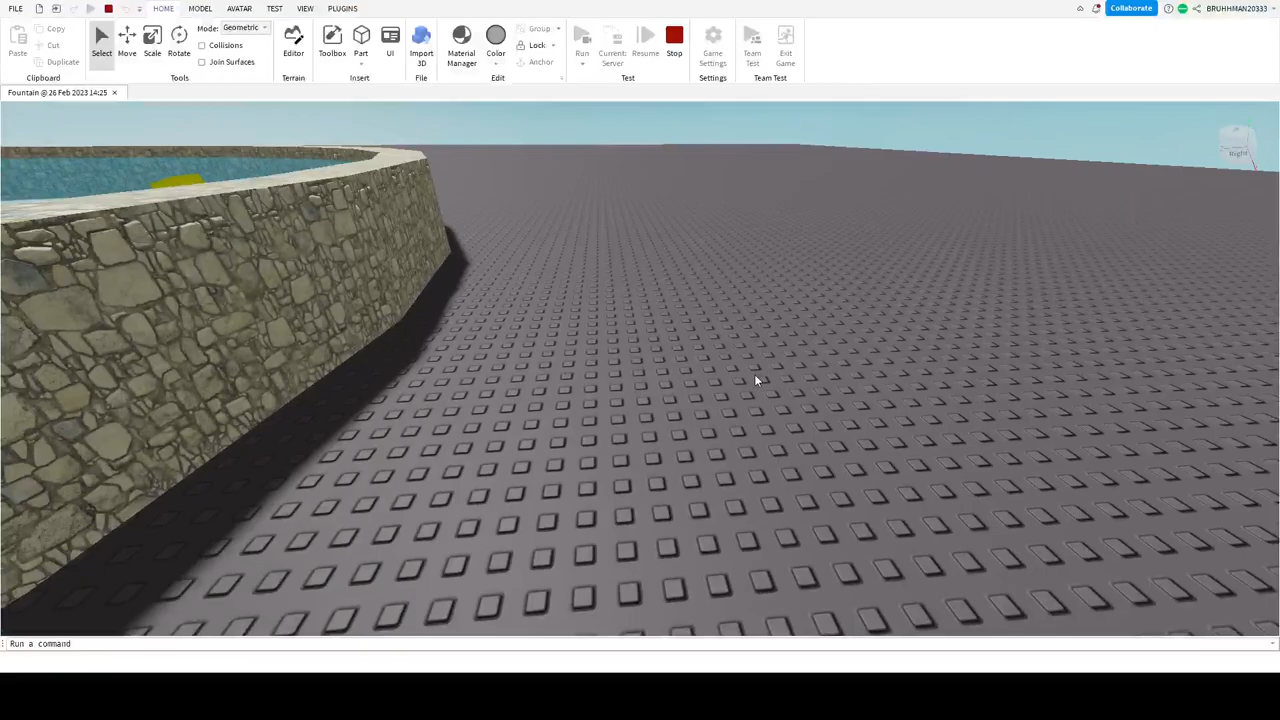 FILE HOME MODEL AVATAR TEST VIEW PLUGINS Collaborate BRUHHMAN20333
Paste Copy Cut Duplicate Clipboard
Select Move Scale Rotate Mode: Geometric Collisions Join Surfaces Tools
Editor Terrain
Toolbox Part UI Insert
Import 3D File
Material Manager Color Group Lock Anchor Edit
Run Current: Server Resume Stop Test
Game Settings Settings
Team Test Exit Game Team Test
Fountain @ 26 Feb 2023 14:25
Right
Run a command